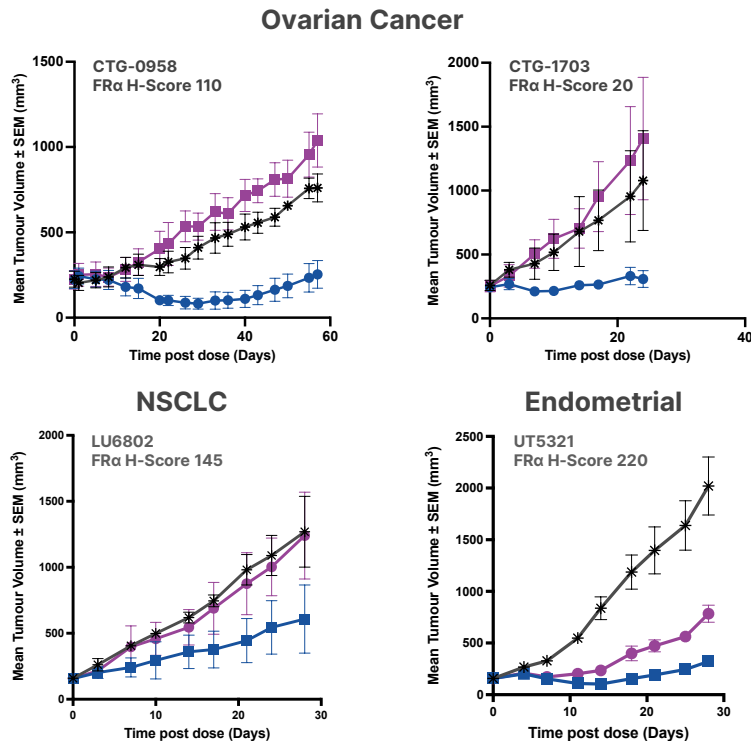 Ovarian Cancer
CTG-0958
FRα H-Score 110
Mean Tumour Volume ± SEM (mm³)
1500
1000
500
0
0 20 40 60
Time post dose (Days)
CTG-1703
FRα H-Score 20
Mean Tumour Volume ± SEM (mm³)
2000
1500
1000
500
0
0 20 40
Time post dose (Days)
NSCLC
LU6802
FRα H-Score 145
Mean Tumour Volume ± SEM (mm³)
2000
1500
1000
500
0
0 10 20 30
Time post dose (Days)
Endometrial
UT5321
FRα H-Score 220
Mean Tumour Volume ± SEM (mm³)
2500
2000
1500
1000
500
0
0 10 20 30
Time post dose (Days)